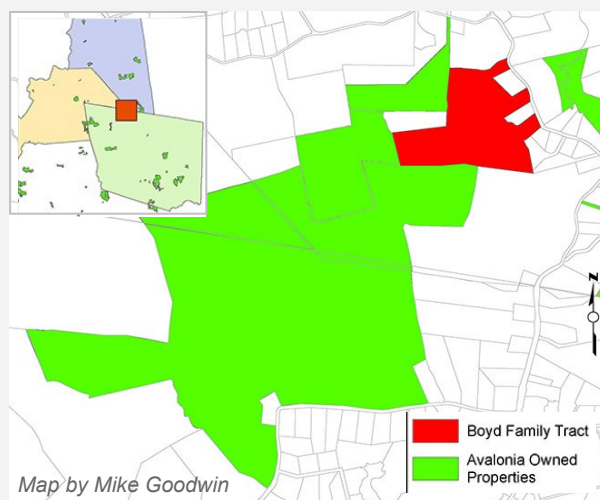 N
Boyd Family Tract
Avalonia Owned
Properties
Map by Mike Goodwin